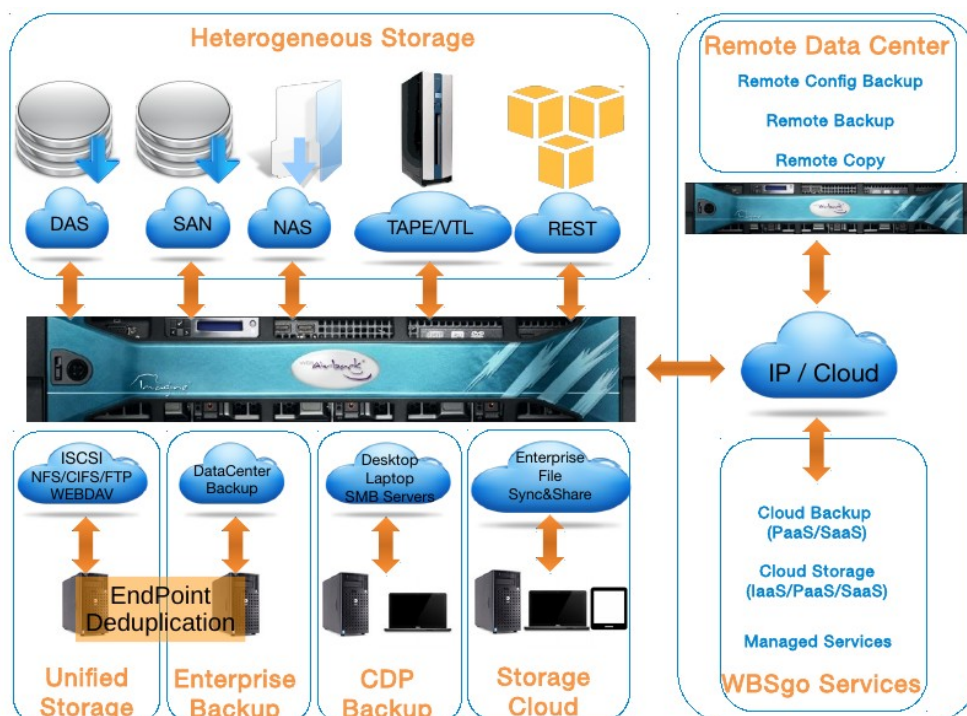 Heterogeneous Storage
DAS
SAN
NAS
TAPE/VTL
REST
Remote Data Center
Remote Config Backup
Remote Backup
Remote Copy
IP / Cloud
ISCSI
NFS/CIFS/FTP
WEBDAV
DataCenter
Backup
Desktop
Laptop
SMB Servers
Enterprise
File
Sync&Share
EndPoint
Deduplication
Unified
Storage
Enterprise
Backup
CDP
Backup
Storage
Cloud
Cloud Backup
(PaaS/SaaS)
Cloud Storage
(IaaS/PaaS/SaaS)
Managed Services
WBSgo Services